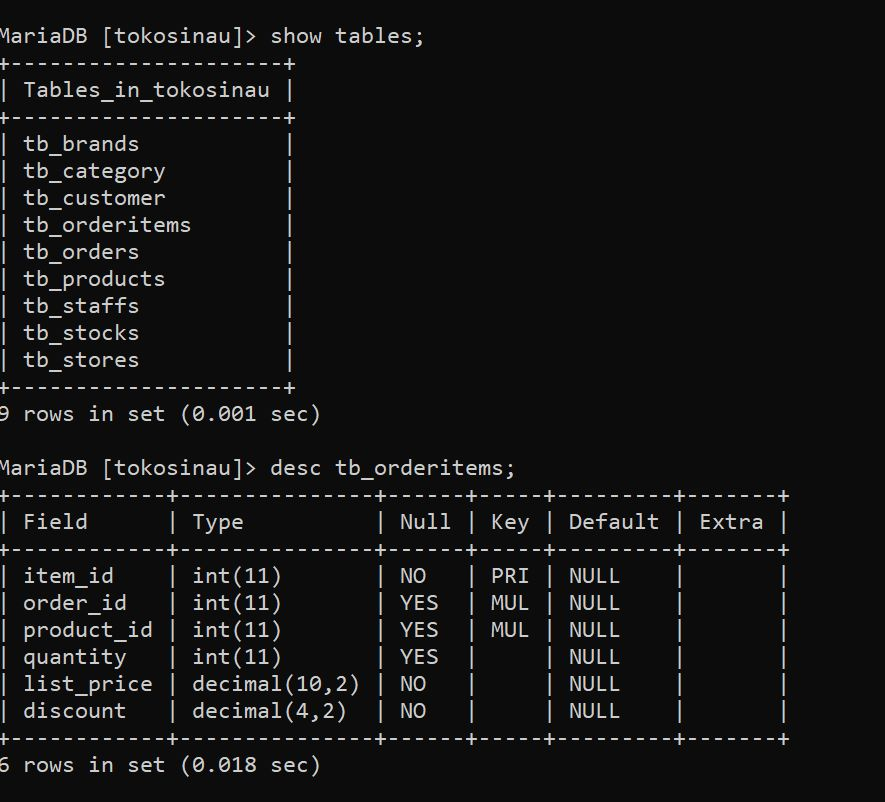 MariaDB [tokosinau]> show tables;
+---------------------+
| Tables_in_tokosinau |
+---------------------+
| tb_brands           |
| tb_category         |
| tb_customer         |
| tb_orderitems       |
| tb_orders           |
| tb_products         |
| tb_staffs           |
| tb_stocks           |
| tb_stores           |
+---------------------+
9 rows in set (0.001 sec)
MariaDB [tokosinau]> desc tb_orderitems;
+------------+---------------+------+-----+---------+-------+
| Field      | Type          | Null | Key | Default | Extra |
+------------+---------------+------+-----+---------+-------+
| item_id    | int(11)       | NO   | PRI | NULL    |       |
| order_id   | int(11)       | YES  | MUL | NULL    |       |
| product_id | int(11)       | YES  | MUL | NULL    |       |
| quantity   | int(11)       | YES  |     | NULL    |       |
| list_price | decimal(10,2) | NO   |     | NULL    |       |
| discount   | decimal(4,2)  | NO   |     | NULL    |       |
+------------+---------------+------+-----+---------+-------+
6 rows in set (0.018 sec)